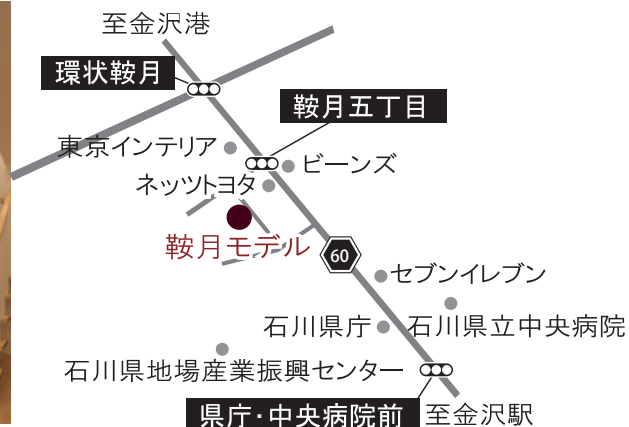 至金沢港
環状鞍月
鞍月五丁目
東京インテリア
ビーンズ
ネッツトヨタ
鞍月モデル
60
セブンイレブン
石川県庁
石川県立中央病院
石川県地場産業振興センター
県庁・中央病院前
至金沢駅